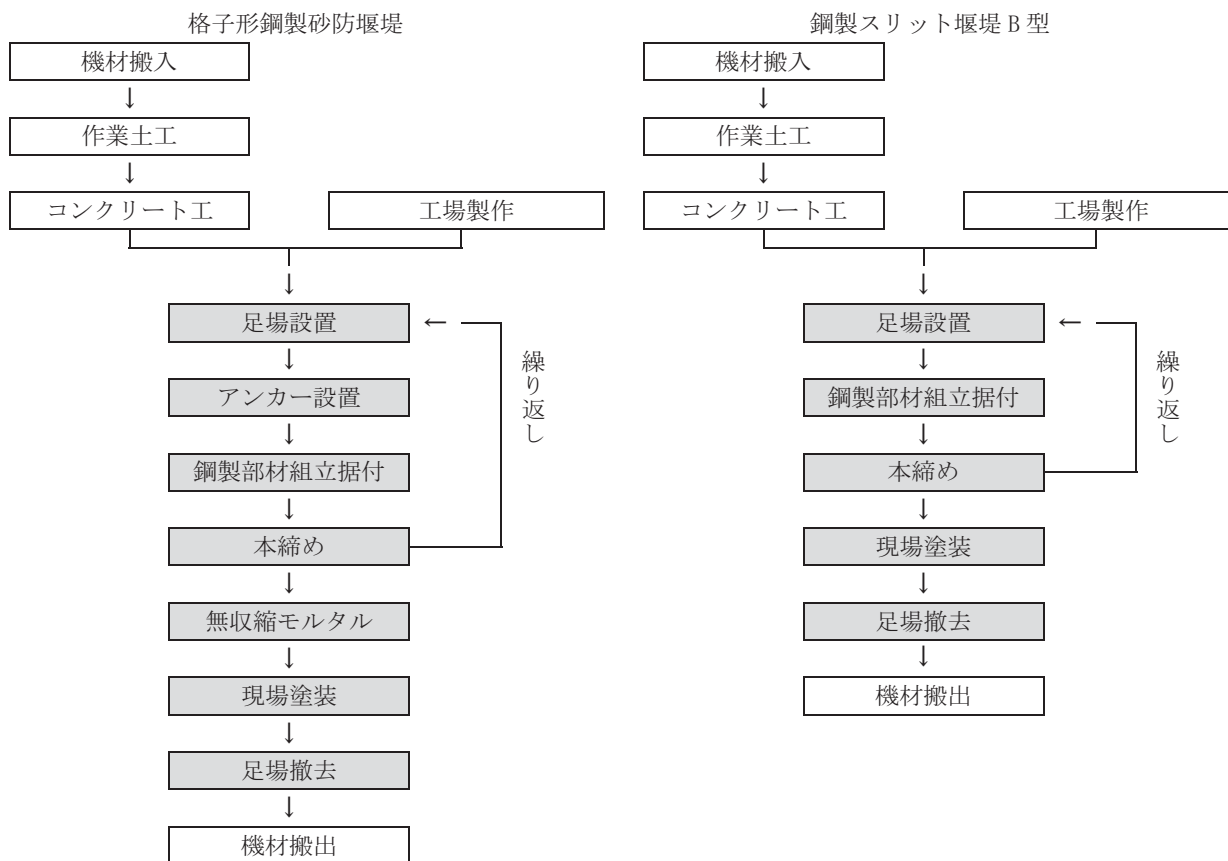 格子形鋼製砂防堰堤
機材搬入
↓
作業土工
↓
コンクリート工
工場製作
↓
足場設置
←
↓
アンカー設置
↓
鋼製部材組立据付
↓
本締め
繰り返し
↓
無収縮モルタル
↓
現場塗装
↓
足場撤去
↓
機材搬出
鋼製スリット堰堤 B 型
機材搬入
↓
作業土工
↓
コンクリート工
工場製作
↓
足場設置
←
↓
鋼製部材組立据付
↓
本締め
繰り返し
↓
現場塗装
↓
足場撤去
↓
機材搬出